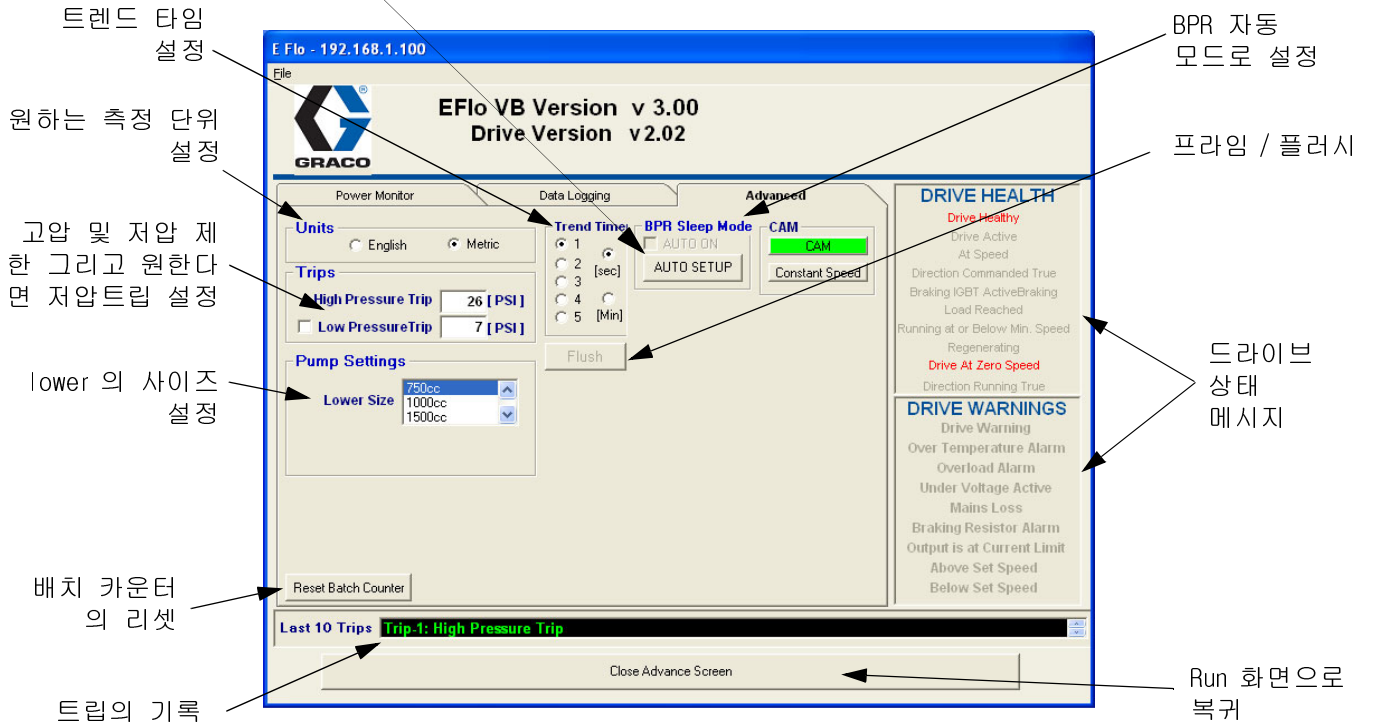 트렌드 타임
설정
원하는 측정 단위
설정
고압 및 저압 제
한 그리고 원한다
면 저압트립 설정
lower 의 사이즈
설정
배치 카운터
의 리셋
트립의 기록
E Flo - 192.168.1.100
File
GRACO
®
EFlo VB Version v 3.00
Drive Version v 2.02
Power Monitor
Data Logging
Advanced
Units
English
Metric
Trips
High Pressure Trip 26 [ PSI ]
Low PressureTrip 7 [ PSI ]
Pump Settings
Lower Size
750cc
1000cc
1500cc
Trend Time:
1
2
3
4
5
[sec]
[Min]
Flush
BPR Sleep Mode
AUTO ON
AUTO SETUP
CAM
CAM
Constant Speed
Reset Batch Counter
DRIVE HEALTH
Drive Healthy
Drive Active
At Speed
Direction Commanded True
Braking IGBT ActiveBraking
Load Reached
Running at or Below Min. Speed
Regenerating
Drive At Zero Speed
Direction Running True
DRIVE WARNINGS
Drive Warning
Over Temperature Alarm
Overload Alarm
Under Voltage Active
Mains Loss
Braking Resistor Alarm
Output is at Current Limit
Above Set Speed
Below Set Speed
Last 10 Trips Trip-1: High Pressure Trip
Close Advance Screen
BPR 자동
모드로 설정
프라임 / 플러시
드라이브
상태
메시지
Run 화면으로
복귀